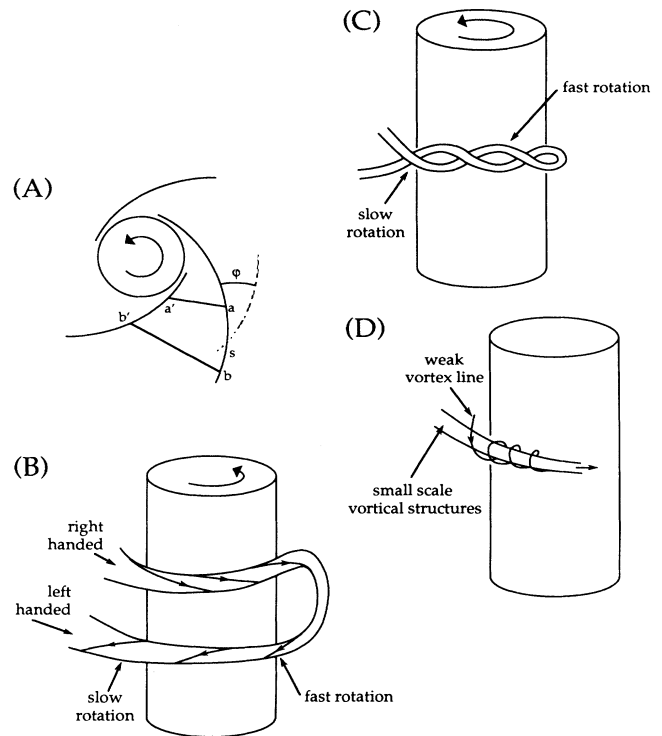 (A)
φ
a'
a
b'
s
b
(B)
right
handed
left
handed
slow
rotation
fast rotation
(C)
fast rotation
slow
rotation
(D)
weak
vortex line
small scale
vortical structures